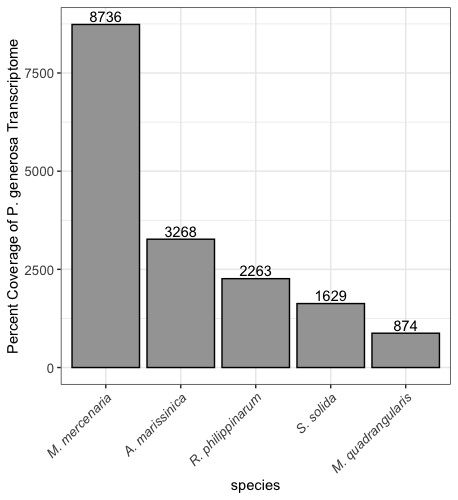 Percent Coverage of P. generosa Transcriptome
7500
5000
2500
0
8736
3268
2263
1629
874
M. mercenaria
A. marissinica
R. philippinarum
S. solida
M. quadrangularis
species